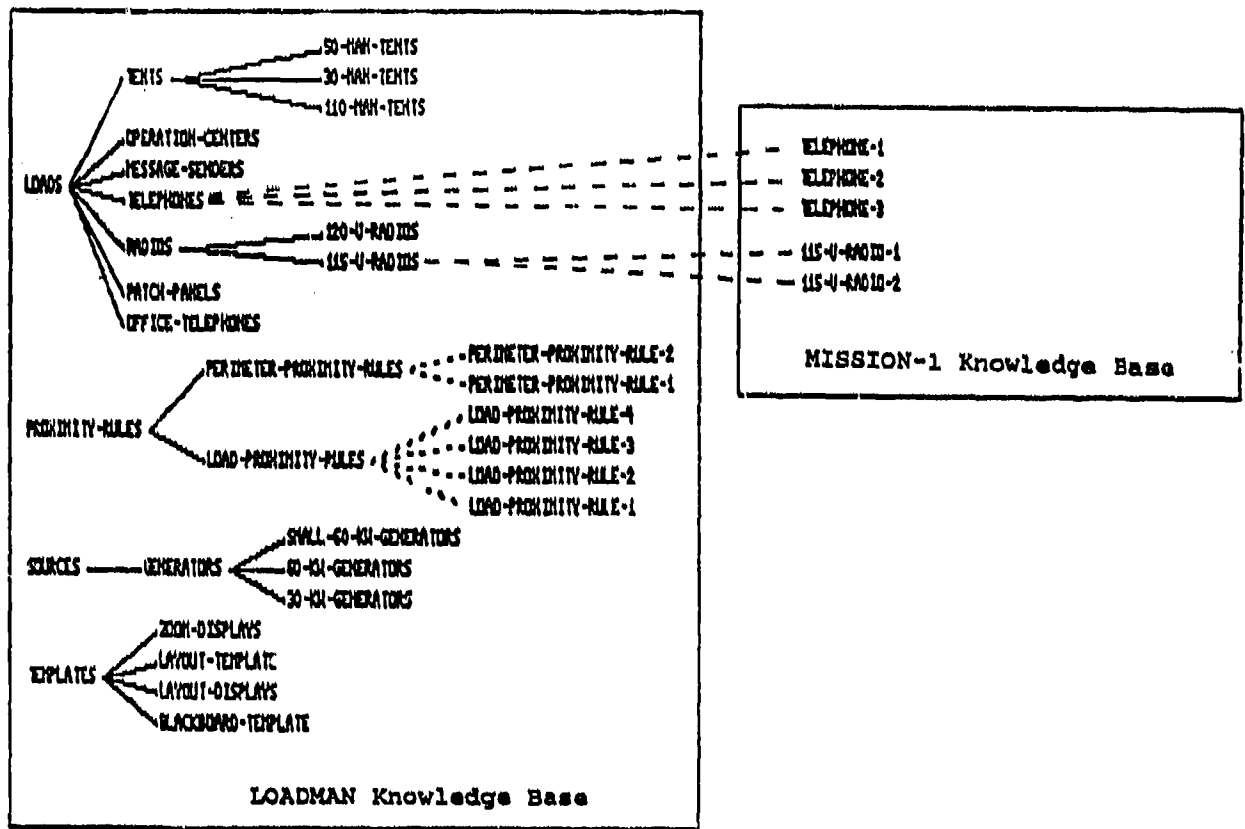 50-MAN-TENTS
TENTS
30-MAN-TENTS
110-MAN-TENTS
OPERATION-CENTERS
MESSAGE-SENDERS
LOADS
TELEPHONES
RADIOS
120-U-RADIOS
115-U-RADIOS
PATCH-PANELS
OFFICE-TELEPHONES
PERIMETER-PROXIMITY-RULES
PERIMETER-PROXIMITY-RULE-2
PERIMETER-PROXIMITY-RULE-1
PROXIMITY-RULES
LOAD-PROXIMITY-RULES
LOAD-PROXIMITY-RULE-4
LOAD-PROXIMITY-RULE-3
LOAD-PROXIMITY-RULE-2
LOAD-PROXIMITY-RULE-1
SOURCES
GENERATORS
SMALL-60-KW-GENERATORS
60-KW-GENERATORS
30-KW-GENERATORS
TEMPLATES
ZOOM-DISPLAYS
LAYOUT-TEMPLATE
LAYOUT-DISPLAYS
BLACKBOARD-TEMPLATE
LOADMAN Knowledge Base
TELEPHONE-1
TELEPHONE-2
TELEPHONE-3
115-U-RADIO-1
115-U-RADIO-2
MISSION-1 Knowledge Base